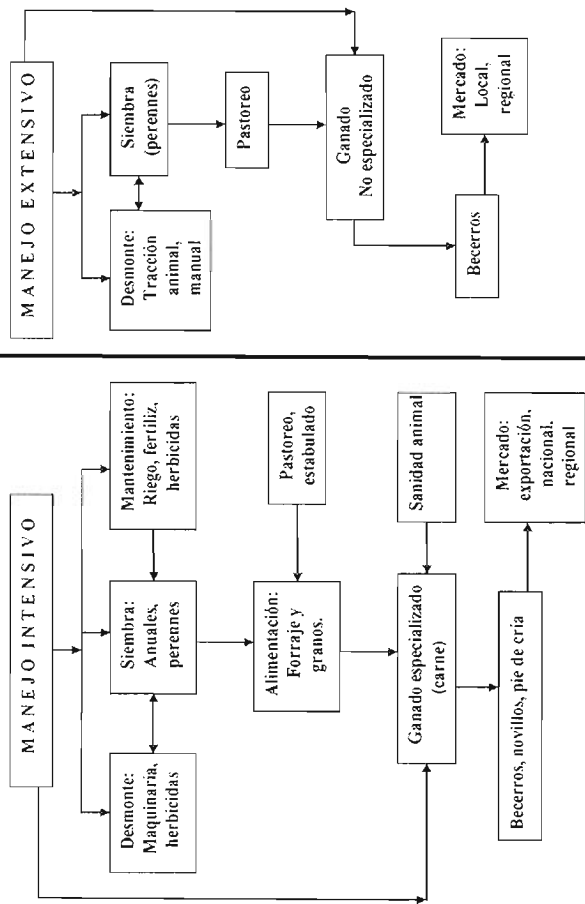 MANEJO INTENSIVO
Desmonte:
Maquinaria,
herbicidas
Siembra:
Anuales,
perennes
Mantenimiento:
Riego, fertiliz,
herbicidas
Alimentación:
Forraje y
granos.
Pastoreo,
estabulado
Ganado especializado
(carne)
Sanidad animal
Becerros, novillos, pie de cría
Mercado:
exportación,
nacional,
regional
MANEJO EXTENSIVO
Desmonte:
Tracción
animal,
manual
Siembra
(perennes)
Pastoreo
Ganado
No especializado
Becerros
Mercado:
Local,
regional